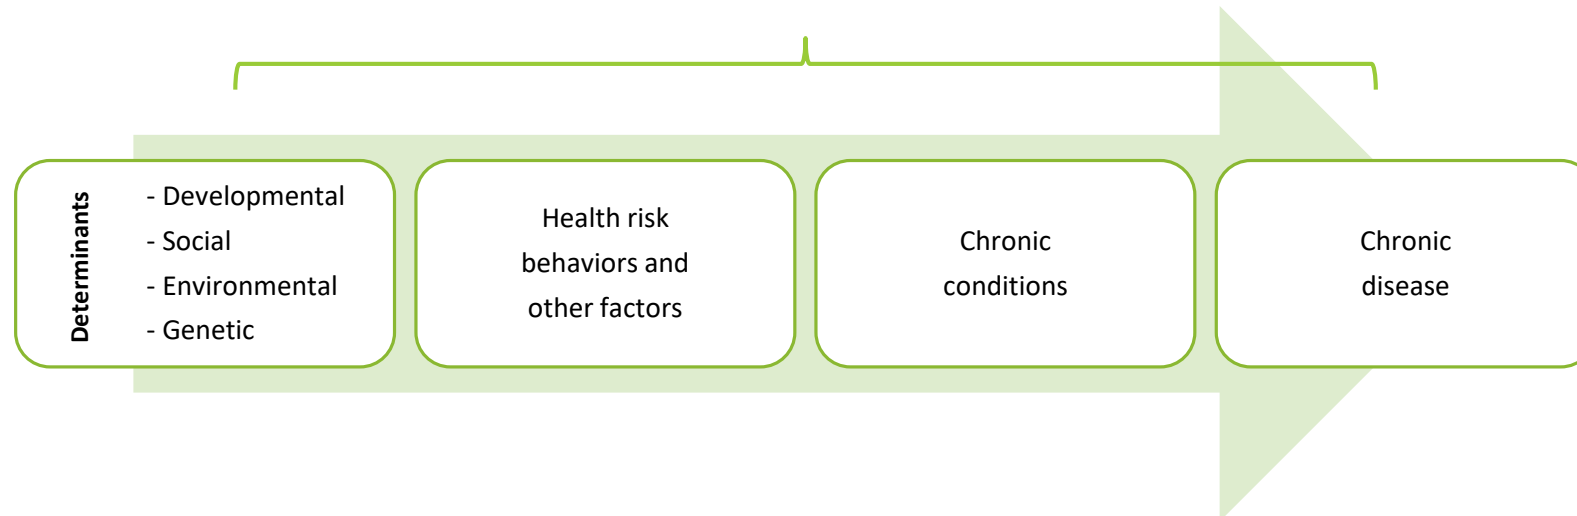 Determinants
- Developmental
- Social
- Environmental
- Genetic
Health risk
behaviors and
other factors
Chronic
conditions
Chronic
disease